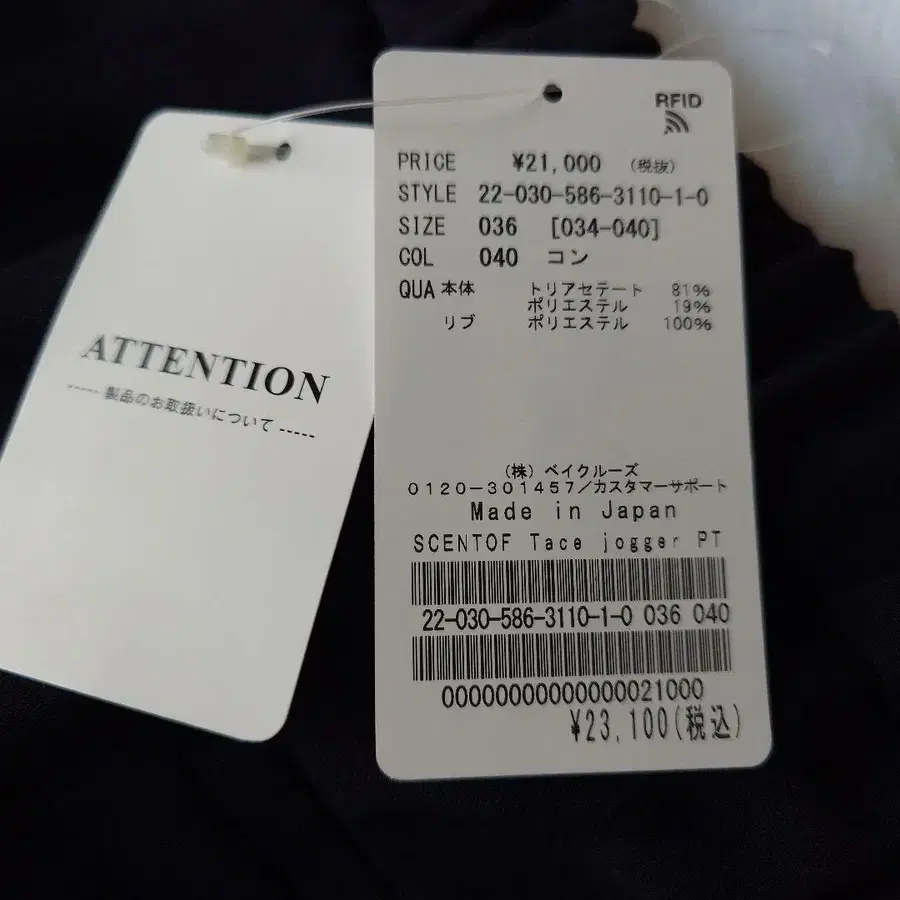 ATTENTION
----- 製品のお取扱いについて -----
RFID
PRICE ¥21,000 (税抜)
STYLE 22-030-586-3110-1-0
SIZE 036 [034-040]
COL 040 コン
QUA 本体 トリアセテート 81%
ポリエステル 19%
リブ ポリエステル 100%
(株) ベイクルーズ
0120-301457/カスタマーサポート
Made in Japan
SCENTOF Tace jogger PT
22-030-586-3110-1-0 036 040
00000000000000021000
¥23,100(税込)